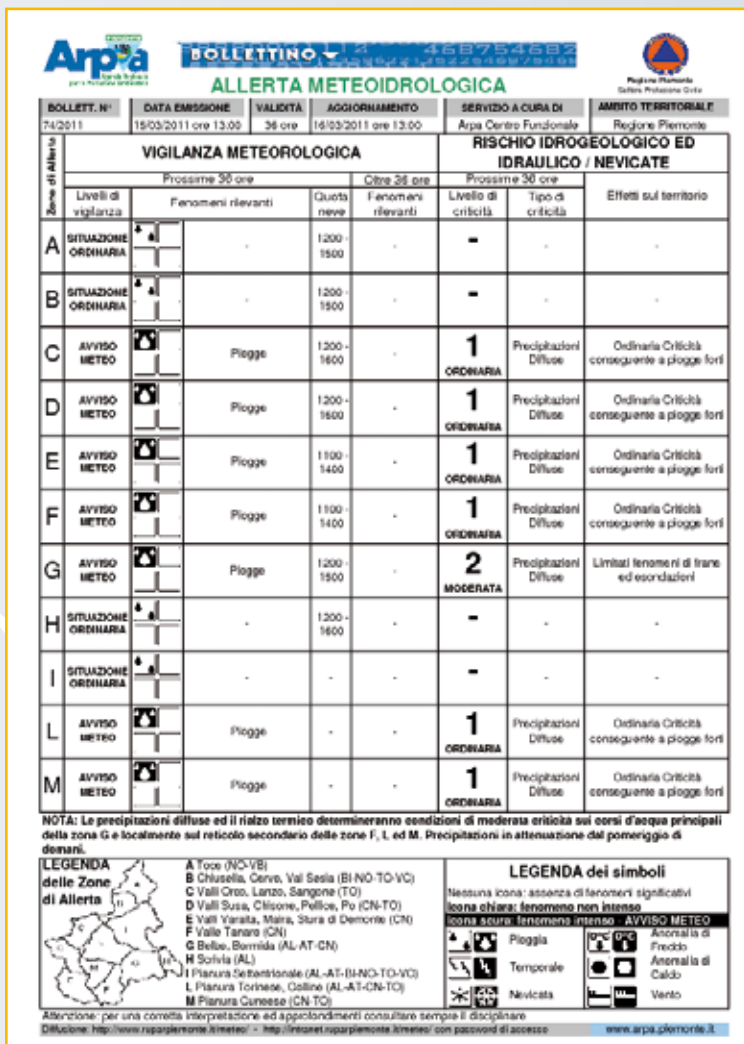 Arpa
BOLLETTINO
Regione Piemonte
Settore Protezione Civile
ALLERTA METEOIDROLOGICA
BOLLETT. N° DATA EMISSIONE VALIDITÀ AGGIORNAMENTO SERVIZIO A CURA DI AMBITO TERRITORIALE
74/2011 15/03/2011 ore 13.00 36 ore 16/03/2011 ore 13:00 Arpa Centro Funzionale Regione Piemonte
Zone di Allerta
VIGILANZA METEOROLOGICA
RISCHIO IDROGEOLOGICO ED
IDRAULICO / NEVICATE
Prossime 36 ore Oltre 36 ore Prossime 36 ore
Livelli di vigilanza Fenomeni rilevanti Quota neve Fenomeni rilevanti Livello di criticità Tipo di criticità Effetti sul territorio
A SITUAZIONE ORDINARIA - 1200 - 1500 - - - -
B SITUAZIONE ORDINARIA - 1200 - 1500 - - - -
C AVVISO METEO Piogge 1200 - 1600 - 1 ORDINARIA Precipitazioni Diffuse Ordinaria Criticità conseguente a piogge forti
D AVVISO METEO Piogge 1200 - 1600 - 1 ORDINARIA Precipitazioni Diffuse Ordinaria Criticità conseguente a piogge forti
E AVVISO METEO Piogge 1100 - 1400 - 1 ORDINARIA Precipitazioni Diffuse Ordinaria Criticità conseguente a piogge forti
F AVVISO METEO Piogge 1100 - 1400 - 1 ORDINARIA Precipitazioni Diffuse Ordinaria Criticità conseguente a piogge forti
G AVVISO METEO Piogge 1200 - 1500 - 2 MODERATA Precipitazioni Diffuse Limitati fenomeni di frane ed esondazioni
H SITUAZIONE ORDINARIA - 1200 - 1600 - - - -
I SITUAZIONE ORDINARIA - - - - - -
L AVVISO METEO Piogge - - 1 ORDINARIA Precipitazioni Diffuse Ordinaria Criticità conseguente a piogge forti
M AVVISO METEO Piogge - - 1 ORDINARIA Precipitazioni Diffuse Ordinaria Criticità conseguente a piogge forti
NOTA: Le precipitazioni diffuse ed il rialzo termico determineranno condizioni di moderata criticità sui corsi d'acqua principali
della zona G e localmente sul reticolo secondario delle zone F, L ed M. Precipitazioni in attenuazione dal pomeriggio di
domani.
LEGENDA
delle Zone
di Allerta
A Toce (NO-VB)
B Chiusella, Cervo, Val Sesia (BI-NO-TO-VC)
C Valli Orco, Lanzo, Sangone (TO)
D Valli Susa, Chisone, Pellice, Po (CN-TO)
E Valli Varaita, Maira, Stura di Demonte (CN)
F Valle Tanaro (CN)
G Belbo, Bormida (AL-AT-CN)
H Scrivia (AL)
I Pianura Settentrionale (AL-AT-BI-NO-TO-VC)
L Pianura Torinese, Colline (AL-AT-CN-TO)
M Pianura Cuneese (CN-TO)
LEGENDA dei simboli
Nessuna icona: assenza di fenomeni significativi
Icona chiara: fenomeno non intenso
Icona scura: fenomeno intenso - AVVISO METEO
Pioggia Anomalia di Freddo
Temporale Anomalia di Caldo
Nevicata Vento
Attenzione: per una corretta interpretazione ed approfondimenti consultare sempre il disciplinare
Diffusione: http://www.ruparpiemonte.it/meteo/ - http://intranet.ruparpiemonte.it/meteo/ con password di accesso www.arpa.piemonte.it